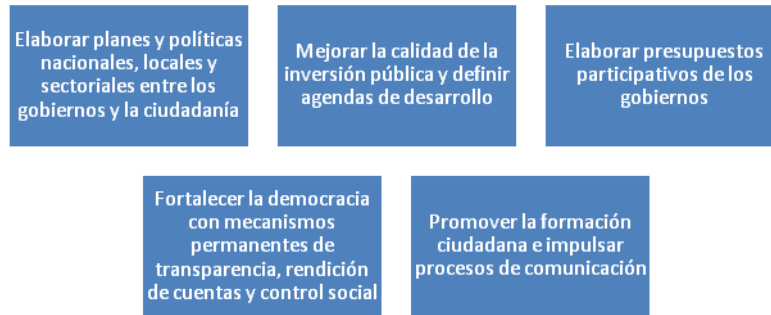 Elaborar planes y políticas
nacionales, locales y
sectoriales entre los
gobiernos y la ciudadanía
Mejorar la calidad de la
inversión pública y definir
agendas de desarrollo
Elaborar presupuestos
participativos de los
gobiernos
Fortalecer la democracia
con mecanismos
permanentes de
transparencia, rendición
de cuentas y control social
Promover la formación
ciudadana e impulsar
procesos de comunicación